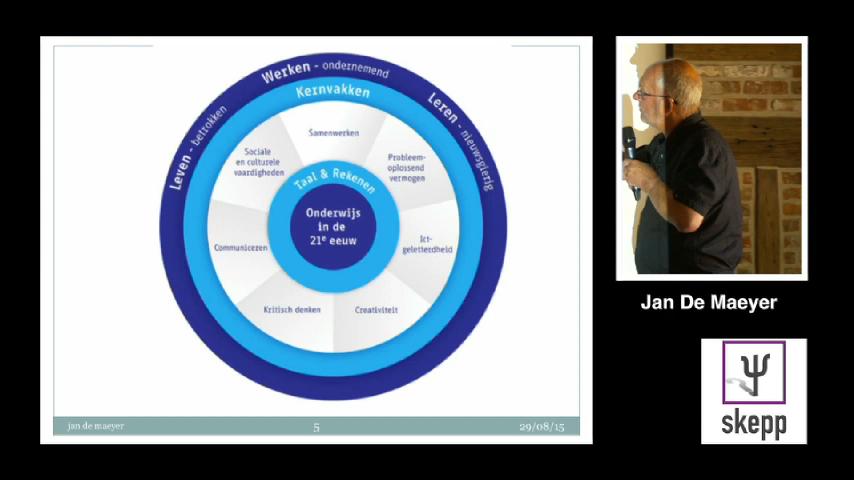 Leven - betrokken
Werken - ondernemend
Leren - nieuwsgierig
Kernvakken
Samenwerken
Sociale
en culturele
vaardigheden
Probleem-
oplossend
vermogen
Taal & Rekenen
Onderwijs
in de
21e eeuw
Communiceren
Ict-
geletterdheid
Kritisch denken
Creativiteit
jan de maeyer
5
29/08/15
Jan De Maeyer
skepp